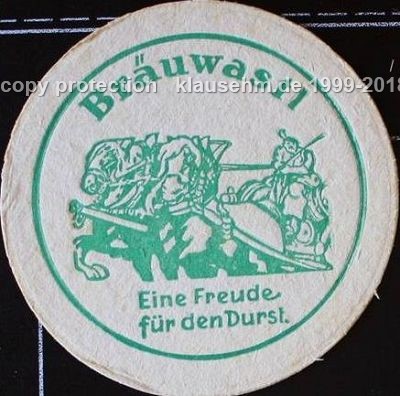 Bräuwastl
copy protection klausehm.de 1999-2018
Eine Freude
für den Durst.